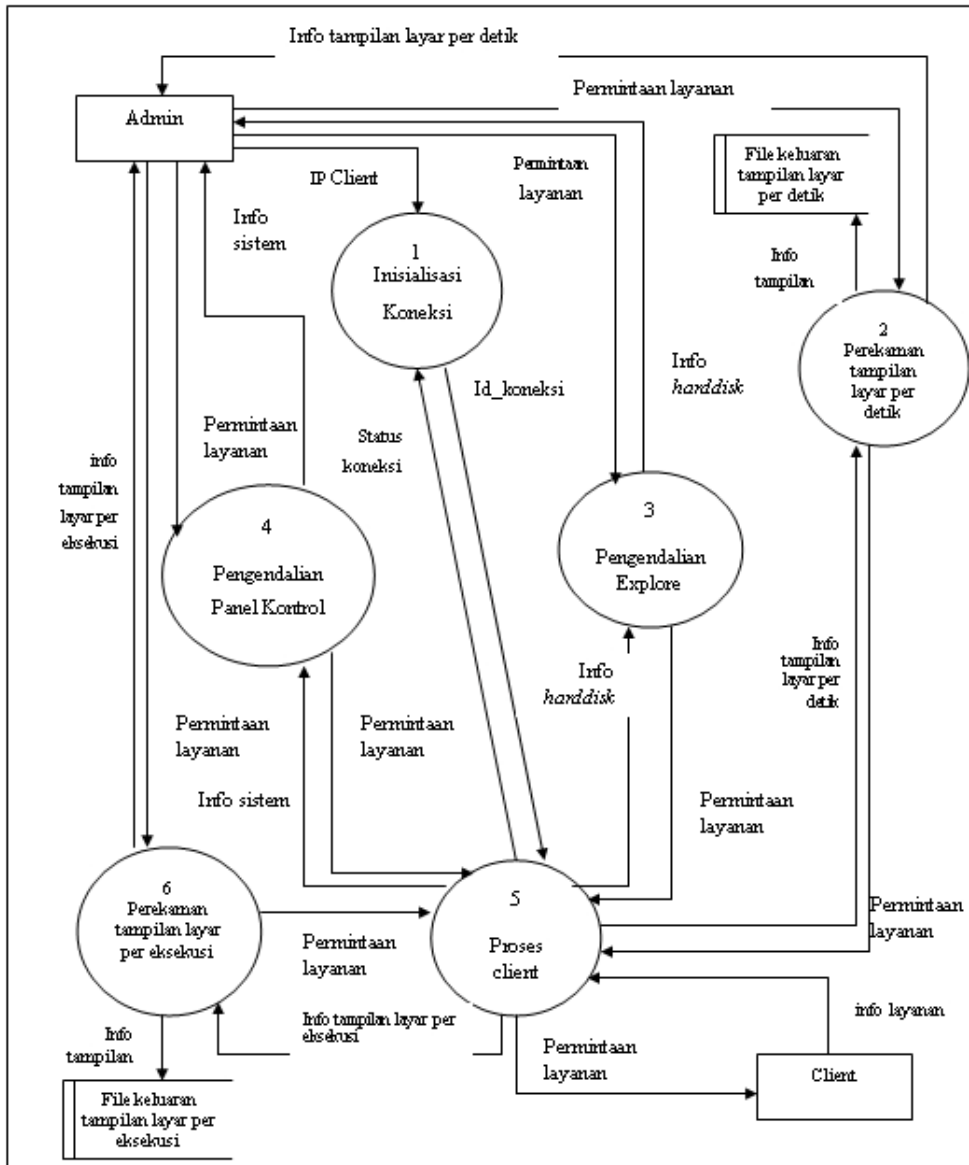 Info tampilan layar per detik
Permintaan layanan
Admin
File keluaran
tampilan layar
per detik
Permintaan
layanan
IP Client
Info
sistem
1
Inisialisasi
Koneksi
Info
tampilan
2
Perekaman
tampilan
layar per
detik
Info
harddisk
Id_koneksi
Permintaan
layanan
Status
koneksi
info
tampilan
layar per
eksekusi
3
Pengendalian
Explore
4
Pengendalian
Panel Kontrol
Info
tampilan
layar per
detik
Info
harddisk
Permintaan
layanan
Permintaan
layanan
Info sistem
Permintaan
layanan
6
Perekaman
tampilan layar
per eksekusi
5
Proses
client
Permintaan
layanan
Permintaan
layanan
Info tampilan layar per
eksekusi
info layanan
Info
tampilan
Permintaan
layanan
Client
File keluaran
tampilan layar per
eksekusi